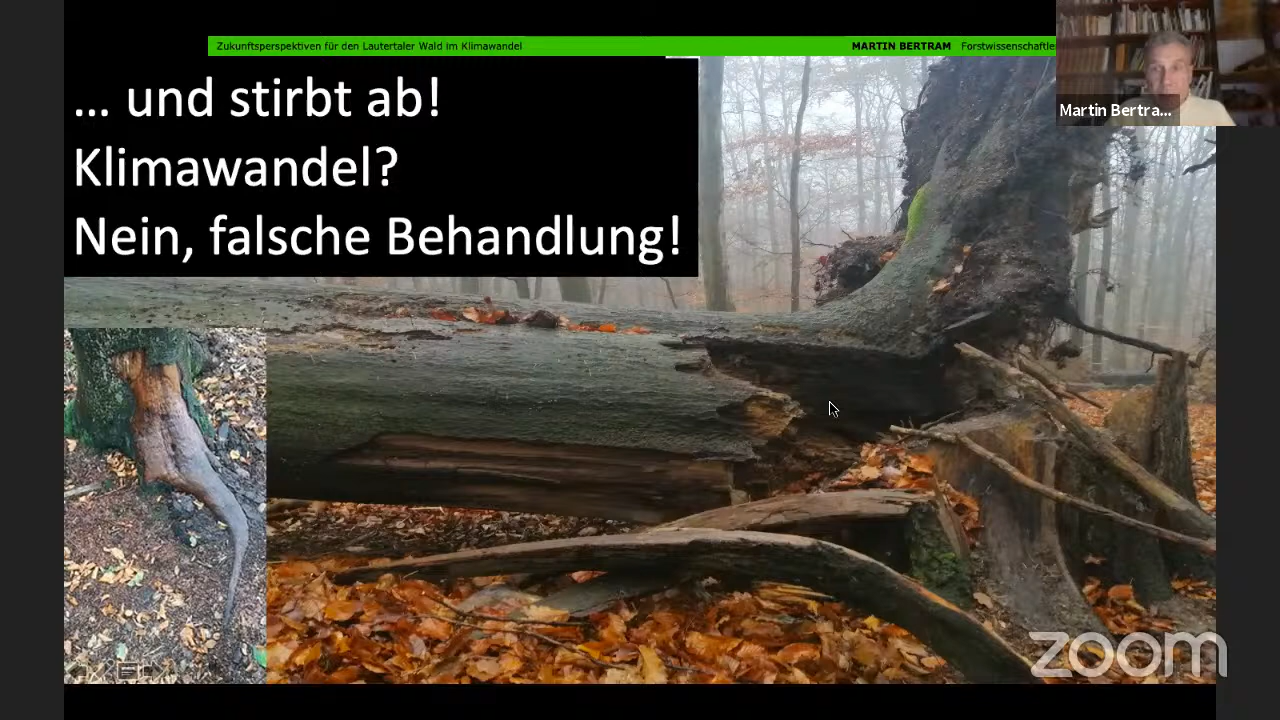 Zukunftsperspektiven für den Lautertaler Wald im Klimawandel
MARTIN BERTRAM Forstwissenschaftle
Martin Bertra...
... und stirbt ab!
Klimawandel?
Nein, falsche Behandlung!
zoom